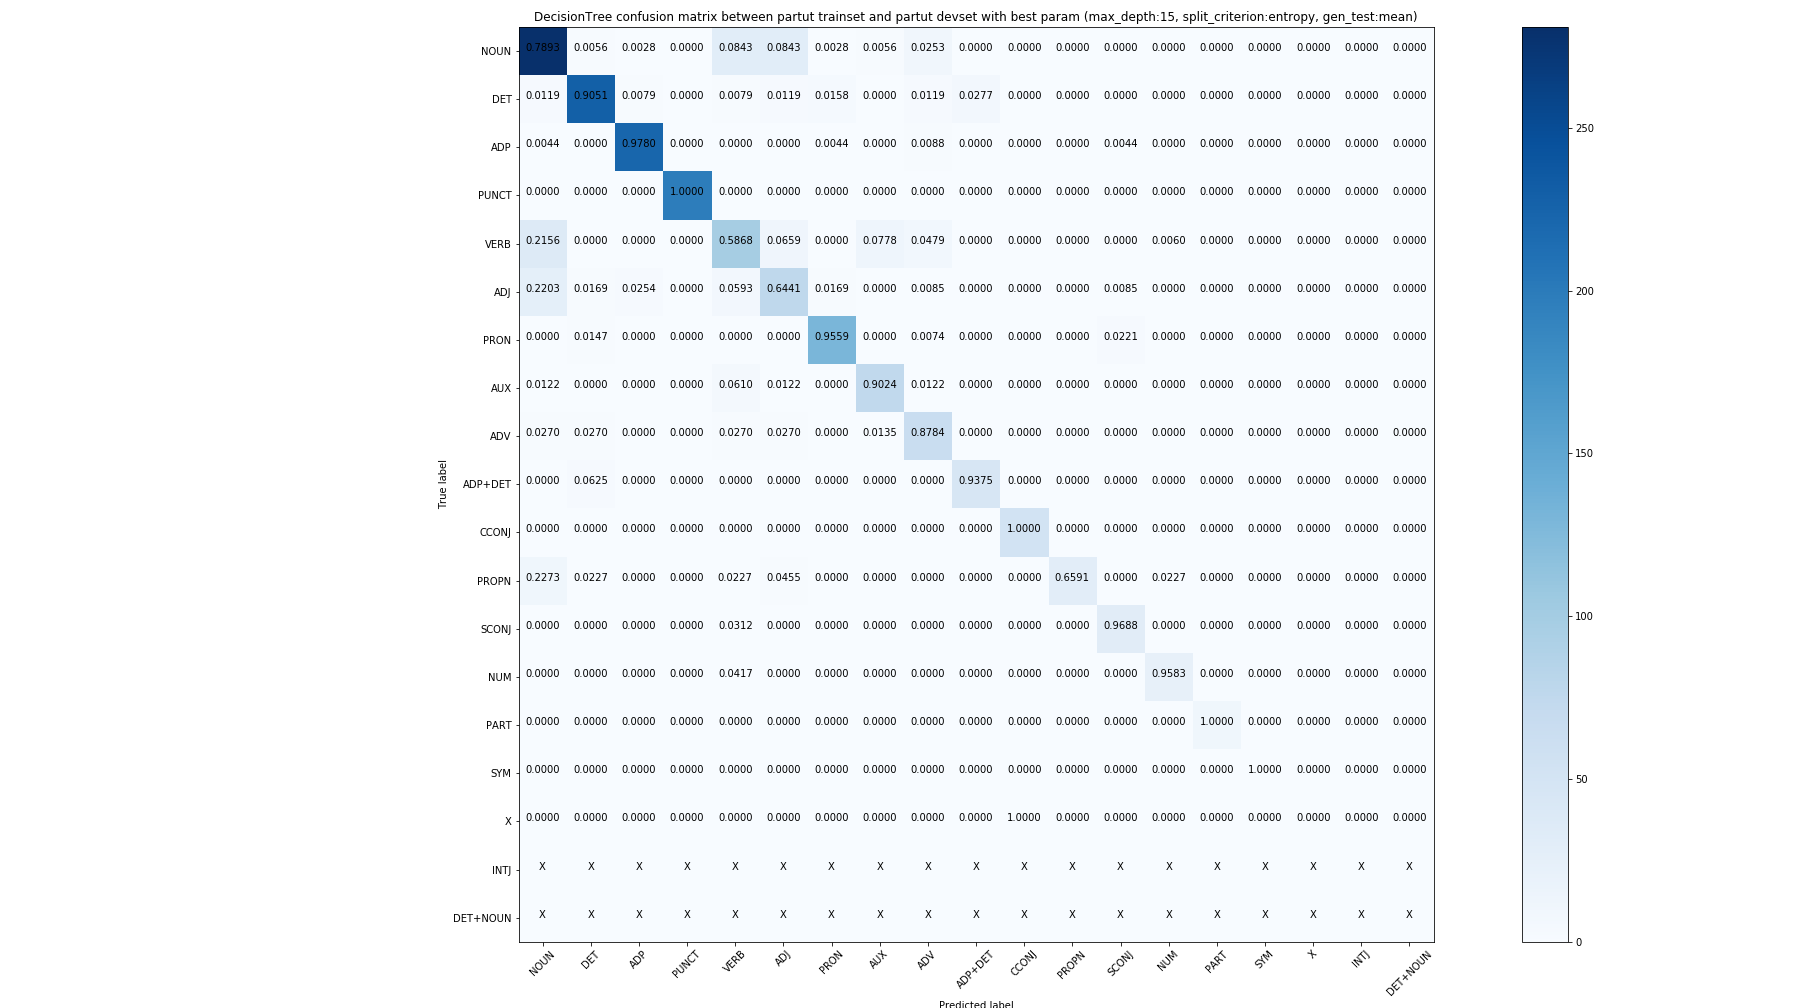 DecisionTree confusion matrix between partut trainset and partut devset with best param (max_depth:15, split_criterion:entropy, gen_test:mean)
NOUN 0.7893 0.0056 0.0028 0.0000 0.0843 0.0843 0.0028 0.0056 0.0253 0.0000 0.0000 0.0000 0.0000 0.0000 0.0000 0.0000 0.0000 0.0000 0.0000
DET 0.0119 0.9051 0.0079 0.0000 0.0079 0.0119 0.0158 0.0000 0.0119 0.0277 0.0000 0.0000 0.0000 0.0000 0.0000 0.0000 0.0000 0.0000 0.0000
250
ADP 0.0044 0.0000 0.9780 0.0000 0.0000 0.0000 0.0044 0.0000 0.0088 0.0000 0.0000 0.0000 0.0044 0.0000 0.0000 0.0000 0.0000 0.0000 0.0000
PUNCT 0.0000 0.0000 0.0000 1.0000 0.0000 0.0000 0.0000 0.0000 0.0000 0.0000 0.0000 0.0000 0.0000 0.0000 0.0000 0.0000 0.0000 0.0000 0.0000
VERB 0.2156 0.0000 0.0000 0.0000 0.5868 0.0659 0.0000 0.0778 0.0479 0.0000 0.0000 0.0000 0.0000 0.0060 0.0000 0.0000 0.0000 0.0000 0.0000
ADJ 0.2203 0.0169 0.0254 0.0000 0.0593 0.6441 0.0169 0.0000 0.0085 0.0000 0.0000 0.0000 0.0085 0.0000 0.0000 0.0000 0.0000 0.0000 0.0000
200
PRON 0.0000 0.0147 0.0000 0.0000 0.0000 0.0000 0.9559 0.0000 0.0074 0.0000 0.0000 0.0000 0.0221 0.0000 0.0000 0.0000 0.0000 0.0000 0.0000
AUX 0.0122 0.0000 0.0000 0.0000 0.0610 0.0122 0.0000 0.9024 0.0122 0.0000 0.0000 0.0000 0.0000 0.0000 0.0000 0.0000 0.0000 0.0000 0.0000
ADV 0.0270 0.0270 0.0000 0.0000 0.0270 0.0270 0.0000 0.0135 0.8784 0.0000 0.0000 0.0000 0.0000 0.0000 0.0000 0.0000 0.0000 0.0000 0.0000
150
True label
ADP+DET 0.0000 0.0625 0.0000 0.0000 0.0000 0.0000 0.0000 0.0000 0.0000 0.9375 0.0000 0.0000 0.0000 0.0000 0.0000 0.0000 0.0000 0.0000 0.0000
CCONJ 0.0000 0.0000 0.0000 0.0000 0.0000 0.0000 0.0000 0.0000 0.0000 0.0000 1.0000 0.0000 0.0000 0.0000 0.0000 0.0000 0.0000 0.0000 0.0000
PROPN 0.2273 0.0227 0.0000 0.0000 0.0227 0.0455 0.0000 0.0000 0.0000 0.0000 0.0000 0.6591 0.0000 0.0227 0.0000 0.0000 0.0000 0.0000 0.0000
100
SCONJ 0.0000 0.0000 0.0000 0.0000 0.0312 0.0000 0.0000 0.0000 0.0000 0.0000 0.0000 0.0000 0.9688 0.0000 0.0000 0.0000 0.0000 0.0000 0.0000
NUM 0.0000 0.0000 0.0000 0.0000 0.0417 0.0000 0.0000 0.0000 0.0000 0.0000 0.0000 0.0000 0.0000 0.9583 0.0000 0.0000 0.0000 0.0000 0.0000
PART 0.0000 0.0000 0.0000 0.0000 0.0000 0.0000 0.0000 0.0000 0.0000 0.0000 0.0000 0.0000 0.0000 0.0000 1.0000 0.0000 0.0000 0.0000 0.0000
SYM 0.0000 0.0000 0.0000 0.0000 0.0000 0.0000 0.0000 0.0000 0.0000 0.0000 0.0000 0.0000 0.0000 0.0000 0.0000 1.0000 0.0000 0.0000 0.0000
50
X 0.0000 0.0000 0.0000 0.0000 0.0000 0.0000 0.0000 0.0000 0.0000 0.0000 1.0000 0.0000 0.0000 0.0000 0.0000 0.0000 0.0000 0.0000 0.0000
INTJ X X X X X X X X X X X X X X X X X X X
DET+NOUN X X X X X X X X X X X X X X X X X X X
0
NOUN DET ADP PUNCT VERB ADJ PRON AUX ADV ADP+DET CCONJ PROPN SCONJ NUM PART SYM X INTJ DET+NOUN
Predicted label